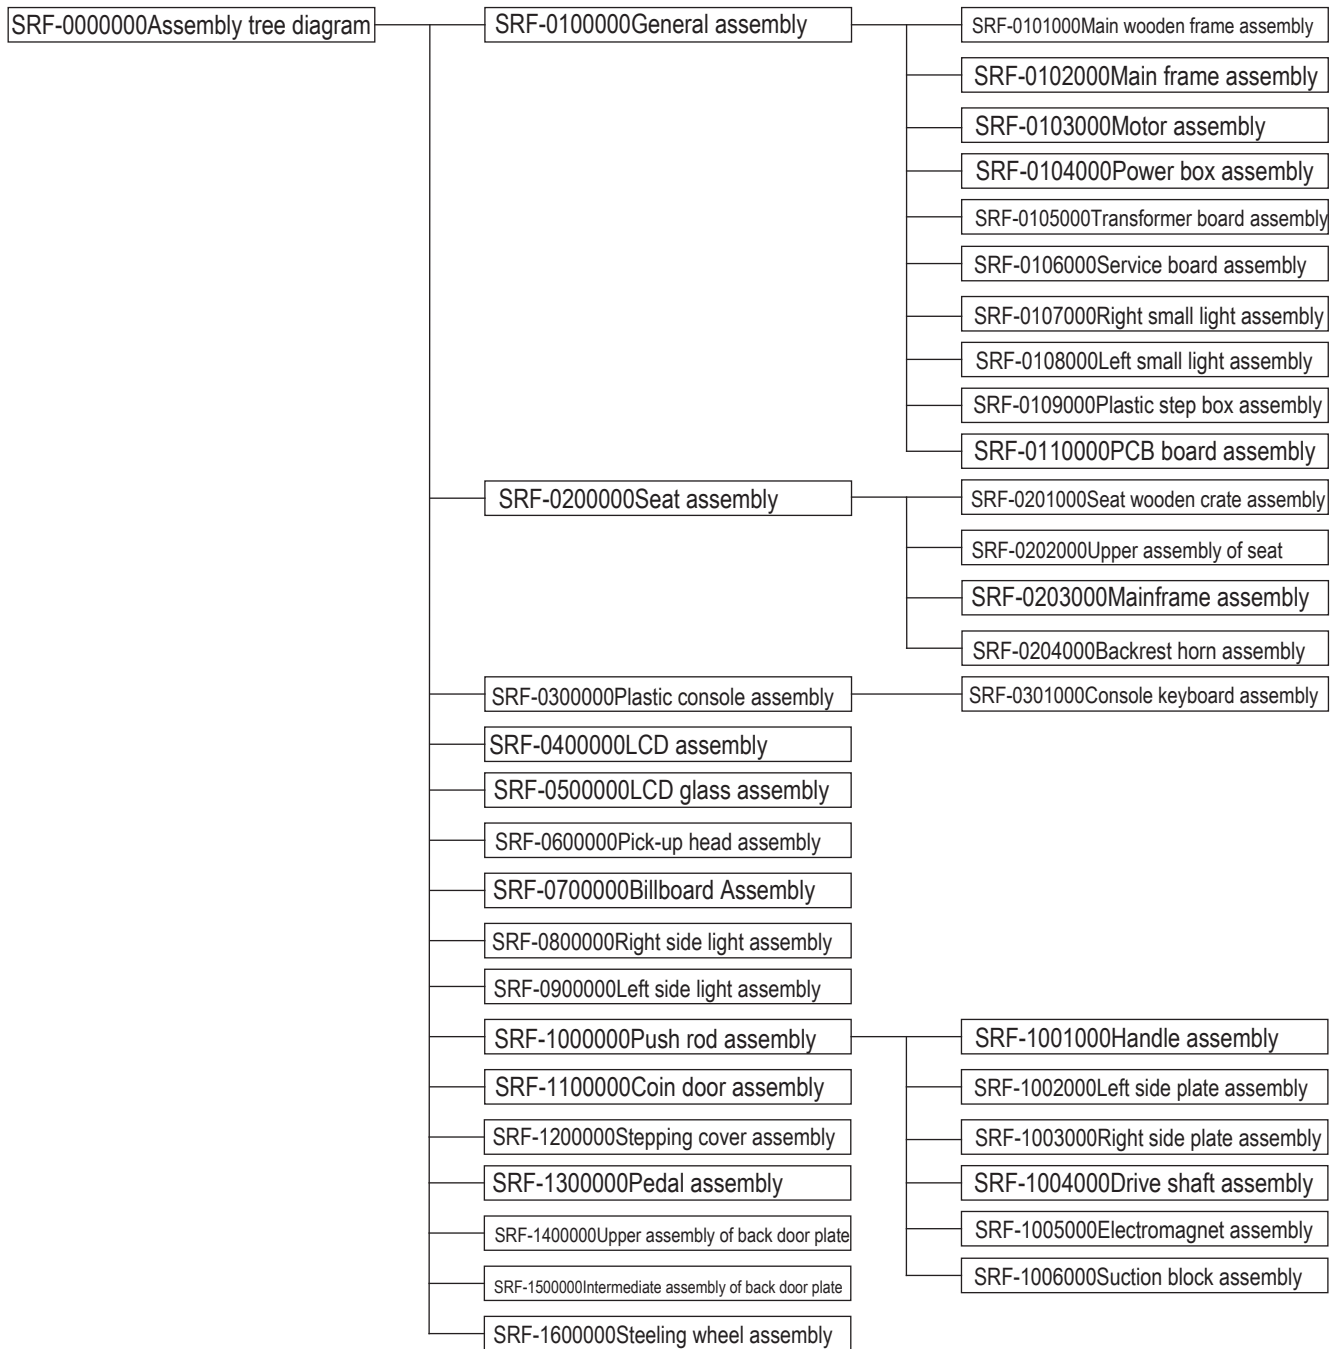 SRF-0000000Assembly tree diagram
SRF-0100000General assembly
SRF-0101000Main wooden frame assembly
SRF-0102000Main frame assembly
SRF-0103000Motor assembly
SRF-0104000Power box assembly
SRF-0105000Transformer board assembly
SRF-0106000Service board assembly
SRF-0107000Right small light assembly
SRF-0108000Left small light assembly
SRF-0109000Plastic step box assembly
SRF-0110000PCB board assembly
SRF-0200000Seat assembly
SRF-0201000Seat wooden crate assembly
SRF-0202000Upper assembly of seat
SRF-0203000Mainframe assembly
SRF-0204000Backrest horn assembly
SRF-0300000Plastic console assembly
SRF-0301000Console keyboard assembly
SRF-0400000LCD assembly
SRF-0500000LCD glass assembly
SRF-0600000Pick-up head assembly
SRF-0700000Billboard Assembly
SRF-0800000Right side light assembly
SRF-0900000Left side light assembly
SRF-1000000Push rod assembly
SRF-1001000Handle assembly
SRF-1002000Left side plate assembly
SRF-1003000Right side plate assembly
SRF-1004000Drive shaft assembly
SRF-1005000Electromagnet assembly
SRF-1006000Suction block assembly
SRF-1100000Coin door assembly
SRF-1200000Stepping cover assembly
SRF-1300000Pedal assembly
SRF-1400000Upper assembly of back door plate
SRF-1500000Intermediate assembly of back door plate
SRF-1600000Steeling wheel assembly